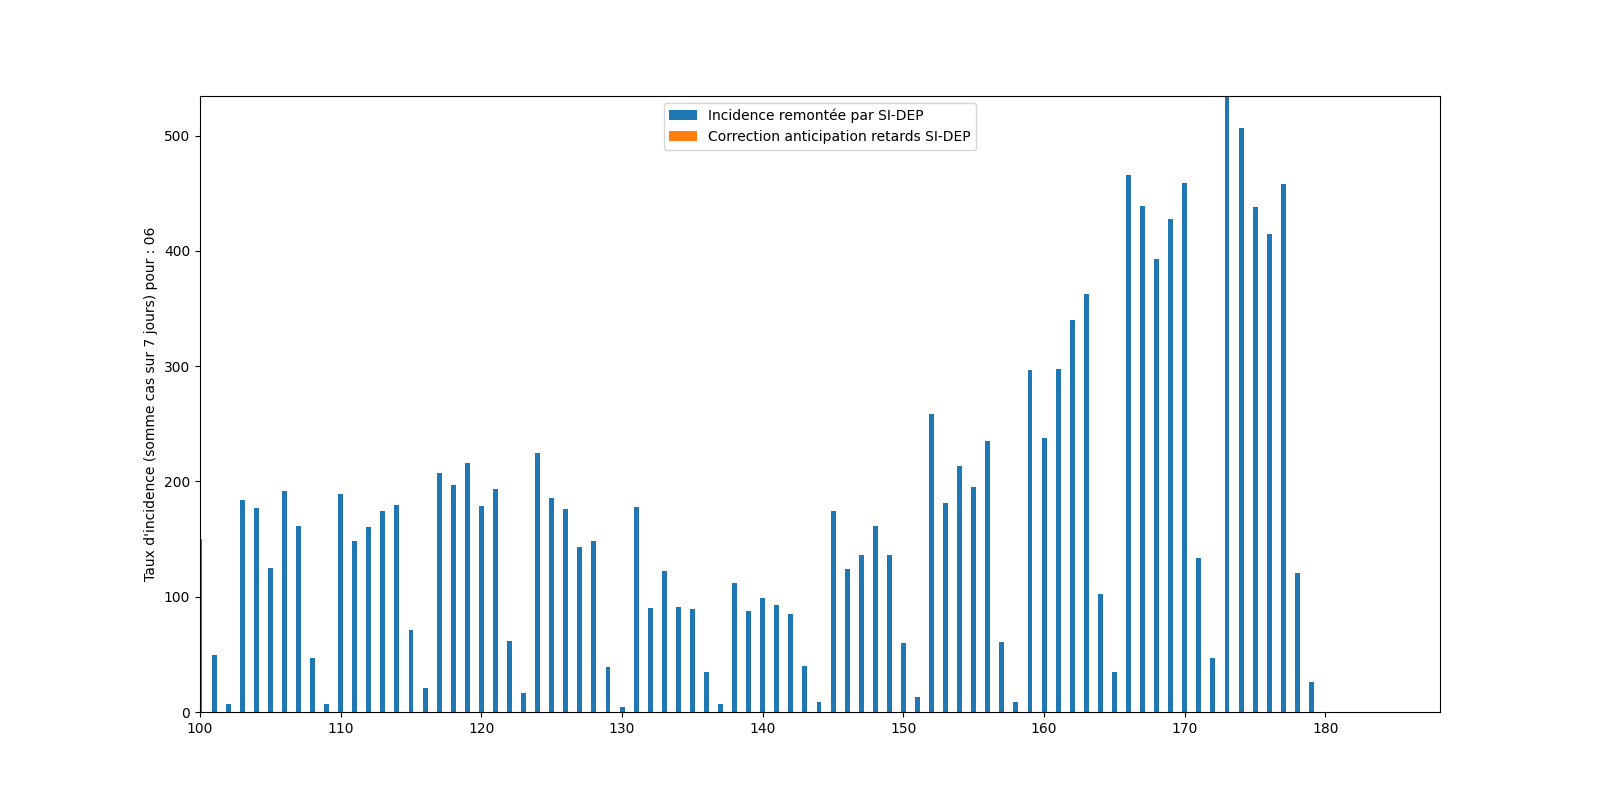 Incidence remontée par SI-DEP
Correction anticipation retards SI-DEP
Taux d'incidence (somme cas sur 7 jours) pour : 06
500
400
300
200
100
0
100 110 120 130 140 150 160 170 180